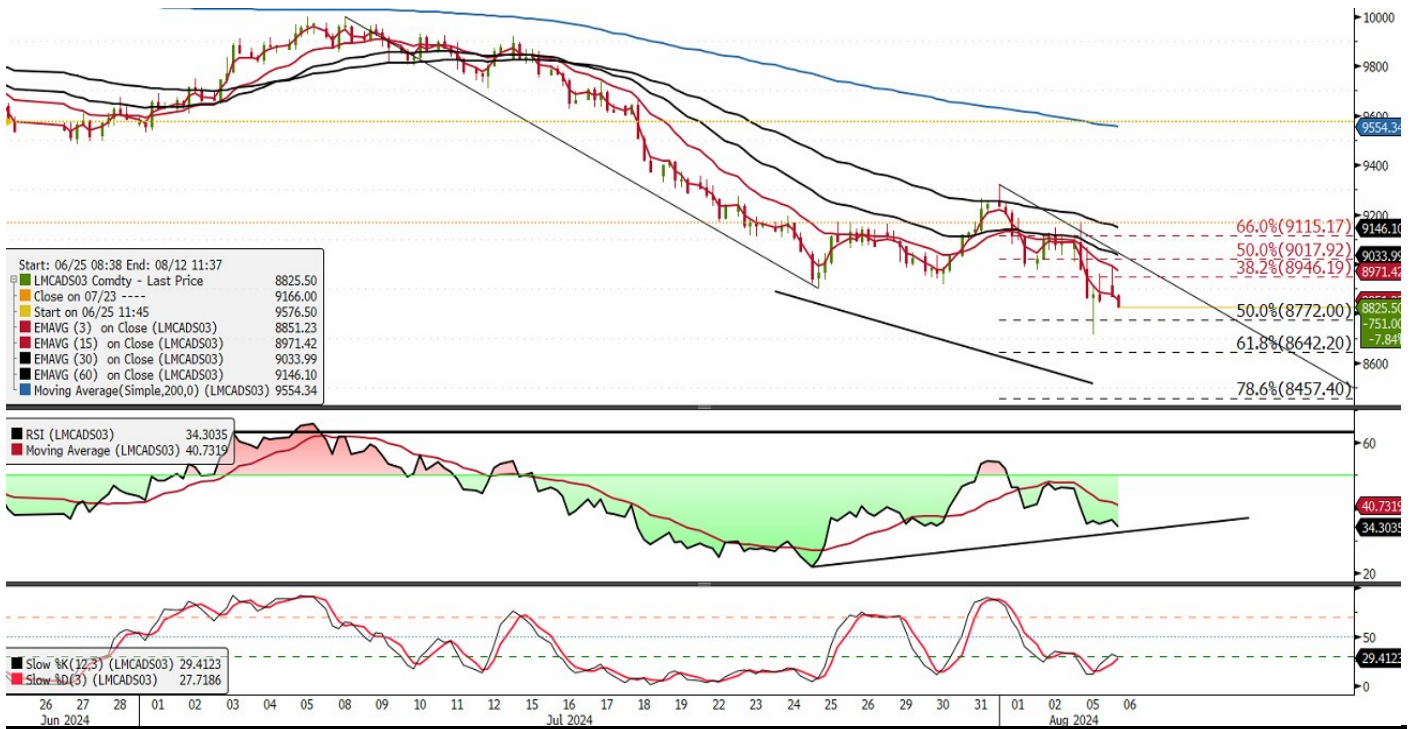 10000
9800
9600
9554.34
9400
9200
66.0%(9115.17)
9146.10
50.0%(9017.92)
9033.99
38.2%(8946.19)
8971.42
8825.50
-751.00
-7.84%
50.0%(8772.00)
61.8%(8642.20)
8600
78.6%(8457.40)
Start: 06/25 08:38 End: 08/12 11:37
LMCADS03 Comdty - Last Price 8825.50
Close on 07/23 ---- 9166.00
Start on 06/25 11:45 9576.50
EMAVG (3) on Close (LMCADS03) 8851.23
EMAVG (15) on Close (LMCADS03) 8971.42
EMAVG (30) on Close (LMCADS03) 9033.99
EMAVG (60) on Close (LMCADS03) 9146.10
Moving Average(Simple,200,0) (LMCADS03) 9554.34
RSI (LMCADS03) 34.3035
Moving Average (LMCADS03) 40.7319
60
40.7319
34.3035
20
Slow %K(12,3) (LMCADS03) 29.4123
Slow %D(3) (LMCADS03) 27.7186
50
29.4123
0
26 27 28 01 02 03 04 05 08 09 10 11 12 15 16 17 18 19 22 23 24 25 26 29 30 31 01 02 05 06
Jun 2024 Jul 2024 Aug 2024